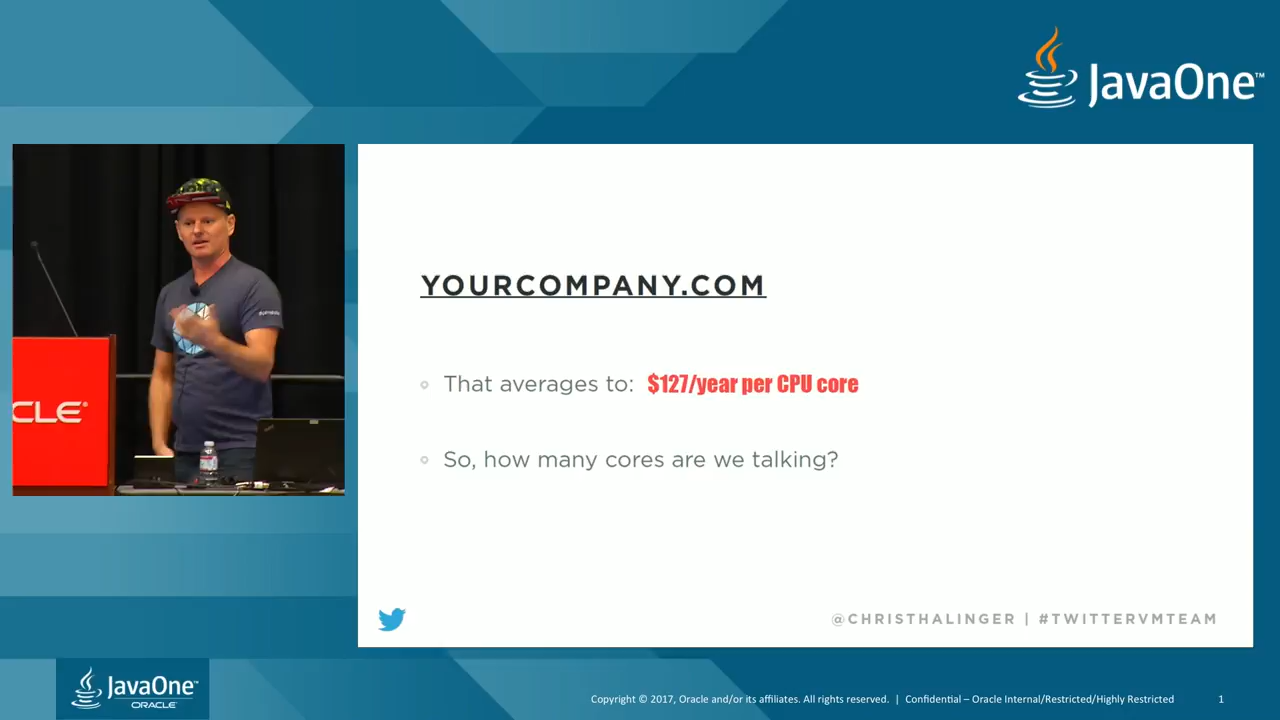 JavaOne™
YOURCOMPANY.COM
That averages to: $127/year per CPU core
So, how many cores are we talking?
CLE®
@CHRISTHALINGER | #TWITTERVMTEAM
JavaOne™
ORACLE®
Copyright © 2017, Oracle and/or its affiliates. All rights reserved. | Confidential – Oracle Internal/Restricted/Highly Restricted 1